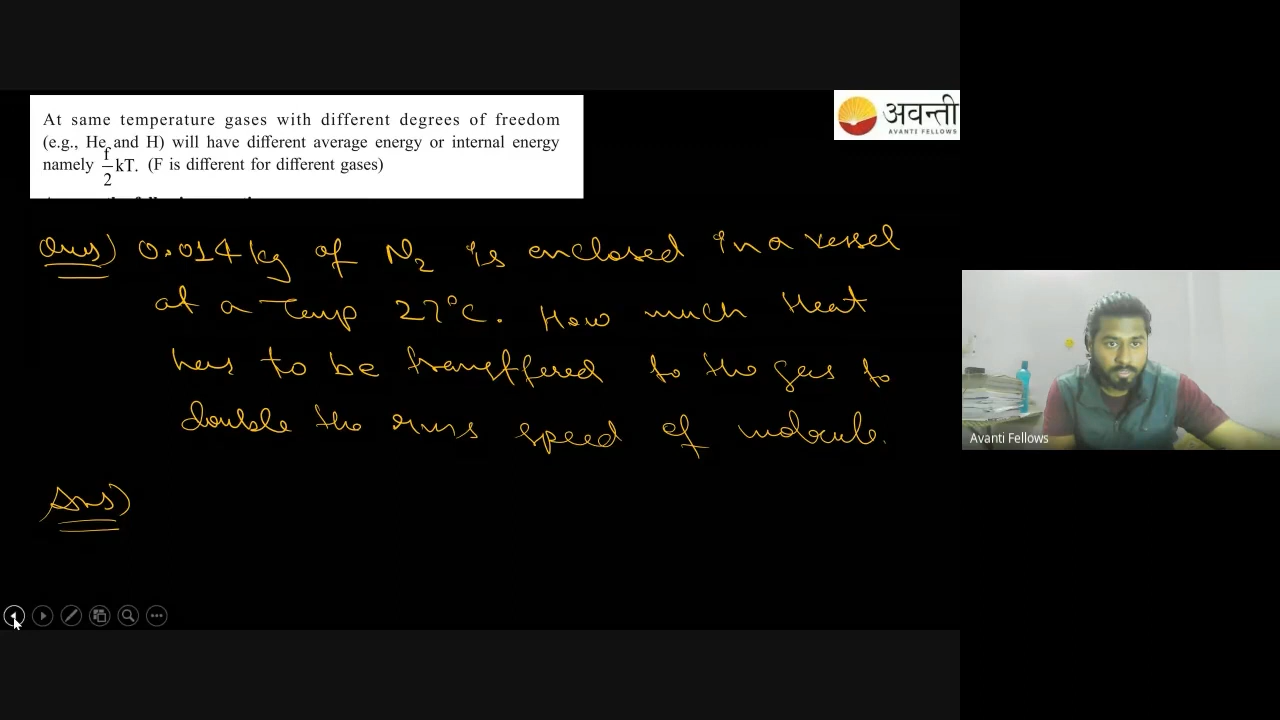 At same temperature gases with different degrees of freedom
(e.g., He and H) will have different average energy or internal energy
namely f/2 kT. (F is different for different gases)
अवन्ती
AVANTI FELLOWS
Ques) 0.014 kg of N2 is enclosed in a vessel
at a Temp 27°C. How much Heat
has to be transffered to the gas to
double the rms speed of molecule.
Ans)
Avanti Fellows